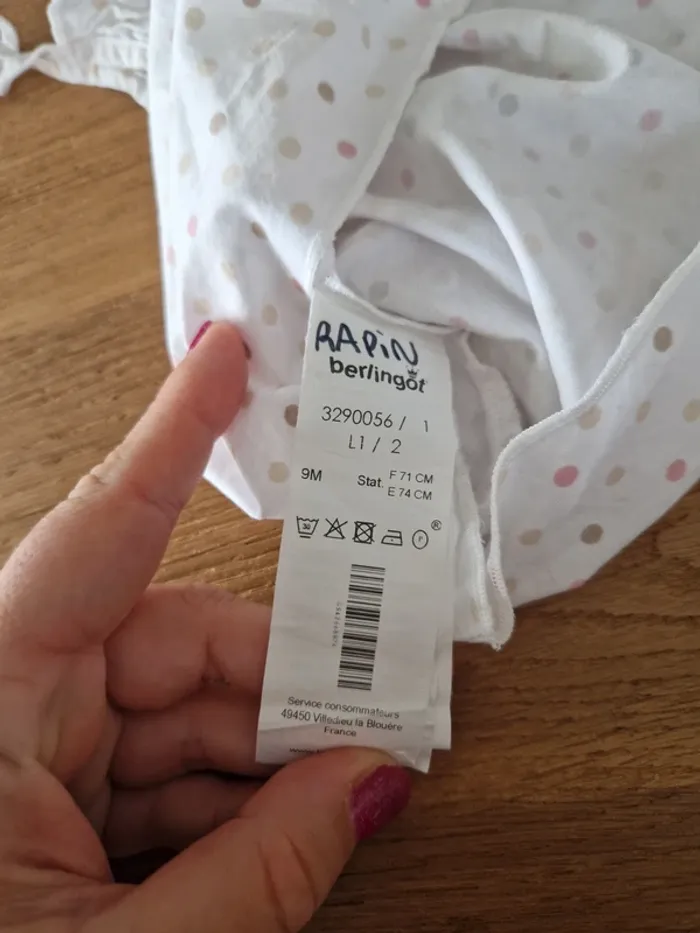 RAPiN
berlingot
3290056 / 1
L1 / 2
9M
Stat. F 71 CM
E 74 CM
30
P
®
Service consommateurs
49450 Villedieu la Blouère
France